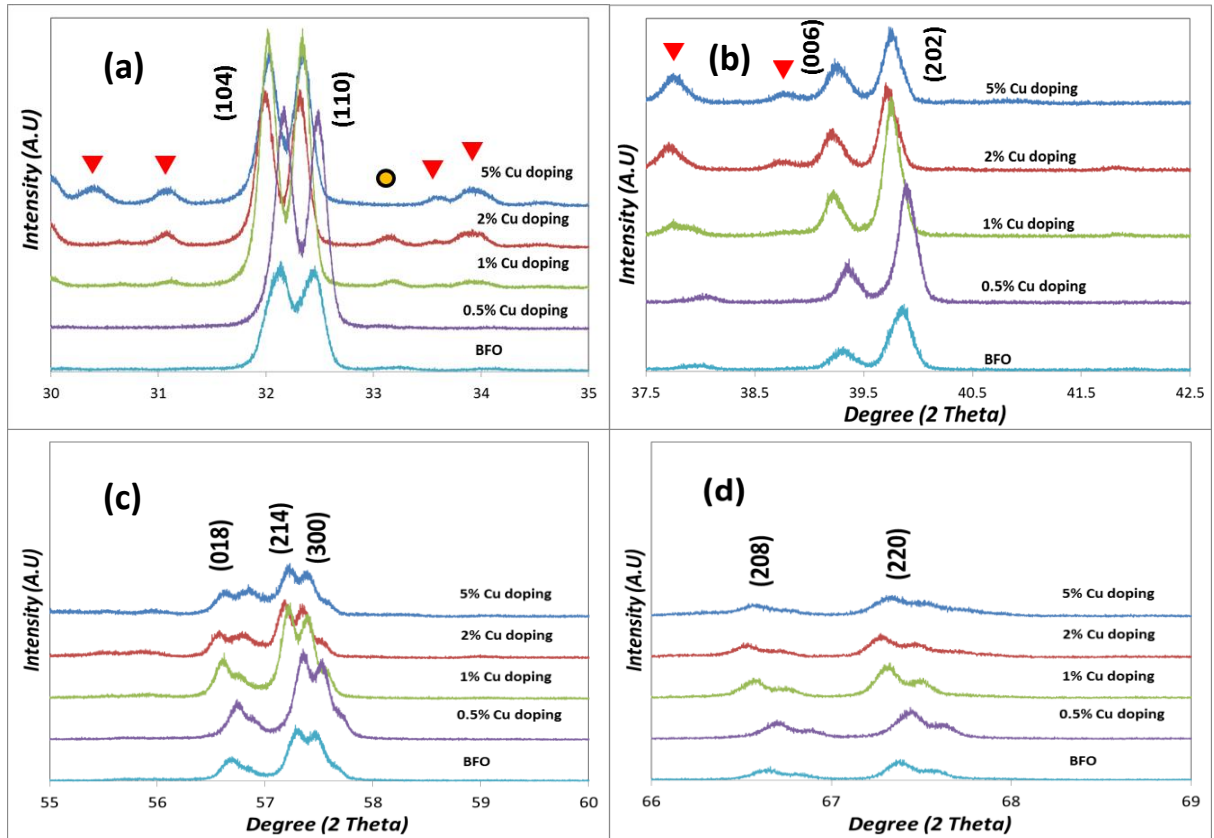 (a)
(104)
(110)
5% Cu doping
2% Cu doping
1% Cu doping
0.5% Cu doping
BFO
Intensity (A.U)
30 31 32 33 34 35
Degree (2 Theta)
(b)
(006)
(202)
5% Cu doping
2% Cu doping
1% Cu doping
0.5% Cu doping
BFO
Intensity (A.U)
37.5 38.5 39.5 40.5 41.5 42.5
Degree (2 Theta)
(c)
(018)
(214)
(300)
5% Cu doping
2% Cu doping
1% Cu doping
0.5% Cu doping
BFO
Intensity (A.U)
55 56 57 58 59 60
Degree (2 Theta)
(d)
(208)
(220)
5% Cu doping
2% Cu doping
1% Cu doping
0.5% Cu doping
BFO
Intensity (A.U)
66 67 68 69
Degree (2 Theta)